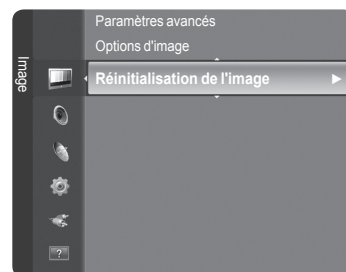 Image
Paramètres avancés
Options d'image
Réinitialisation de l'image
?